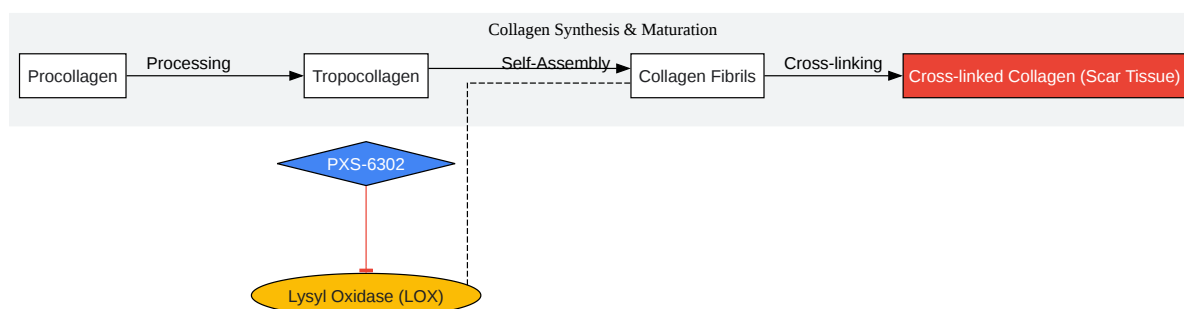 Collagen Synthesis & Maturation
Procollagen
Processing
Tropocollagen
Self-Assembly
Collagen Fibrils
Cross-linking
Cross-linked Collagen (Scar Tissue)
PXS-6302
Lysyl Oxidase (LOX)